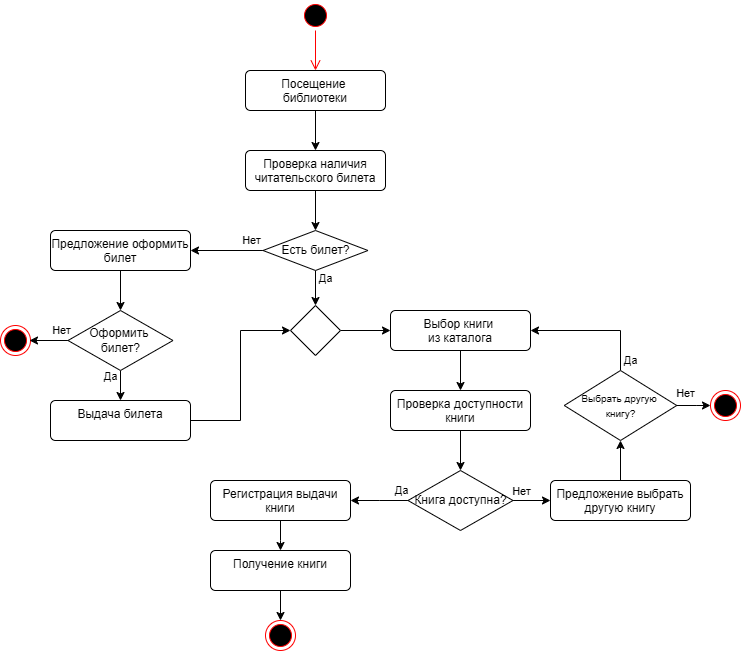 Посещение
библиотеки
Проверка наличия
читательского билета
Есть билет?
Нет
Да
Предложение оформить
билет
Оформить
билет?
Нет
Да
Выдача билета
Выбор книги
из каталога
Проверка доступности
книги
Книга доступна?
Да
Нет
Регистрация выдачи
книги
Получение книги
Предложение выбрать
другую книгу
Выбрать другую
книгу?
Да
Нет